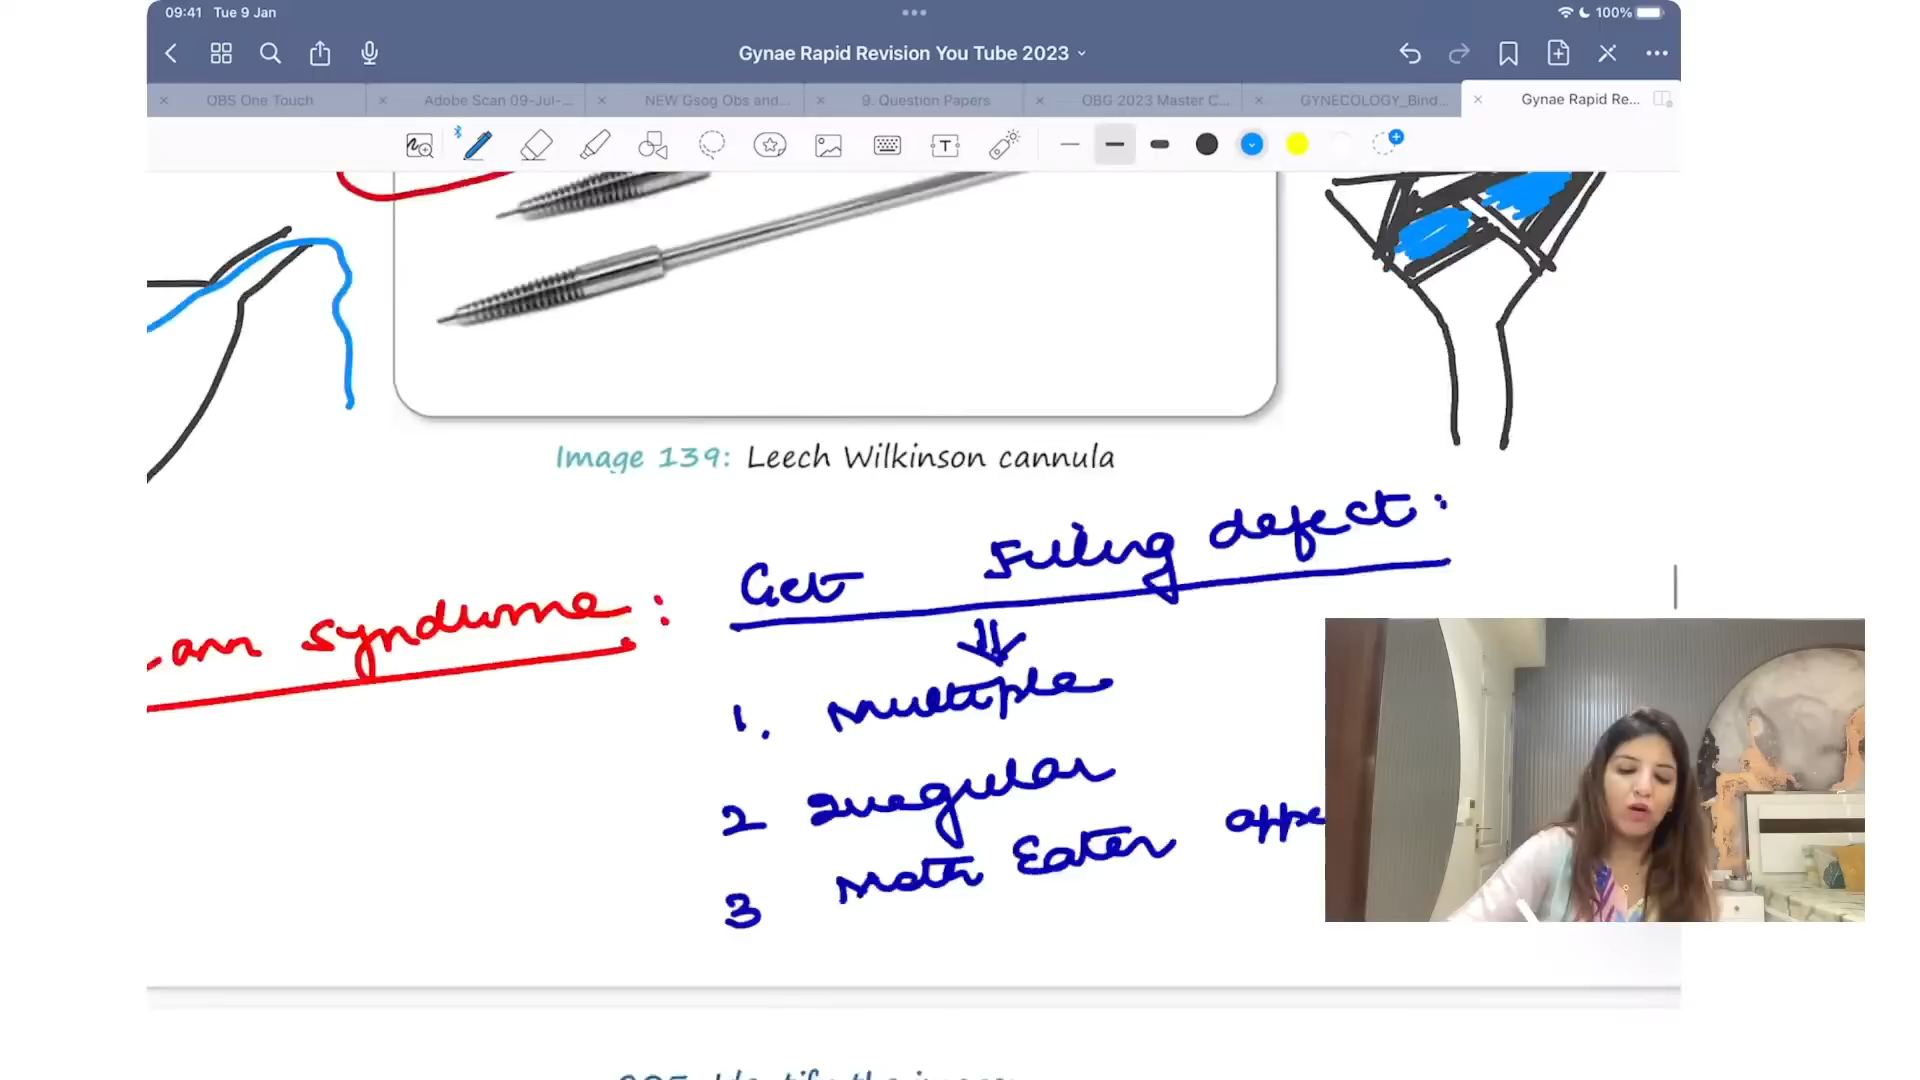 09:41 Tue 9 Jan
100%
Gynae Rapid Revision You Tube 2023
OBS One Touch
Adobe Scan 09-Jul-...
NEW Gsog Obs and...
9. Question Papers
OBG 2023 Master C...
GYNECOLOGY_Bind...
Gynae Rapid Re...
Image 139: Leech Wilkinson cannula
Get filling defect:
syndrome:
1. Multiple
2 Irregular
3 Moth Eaten appe